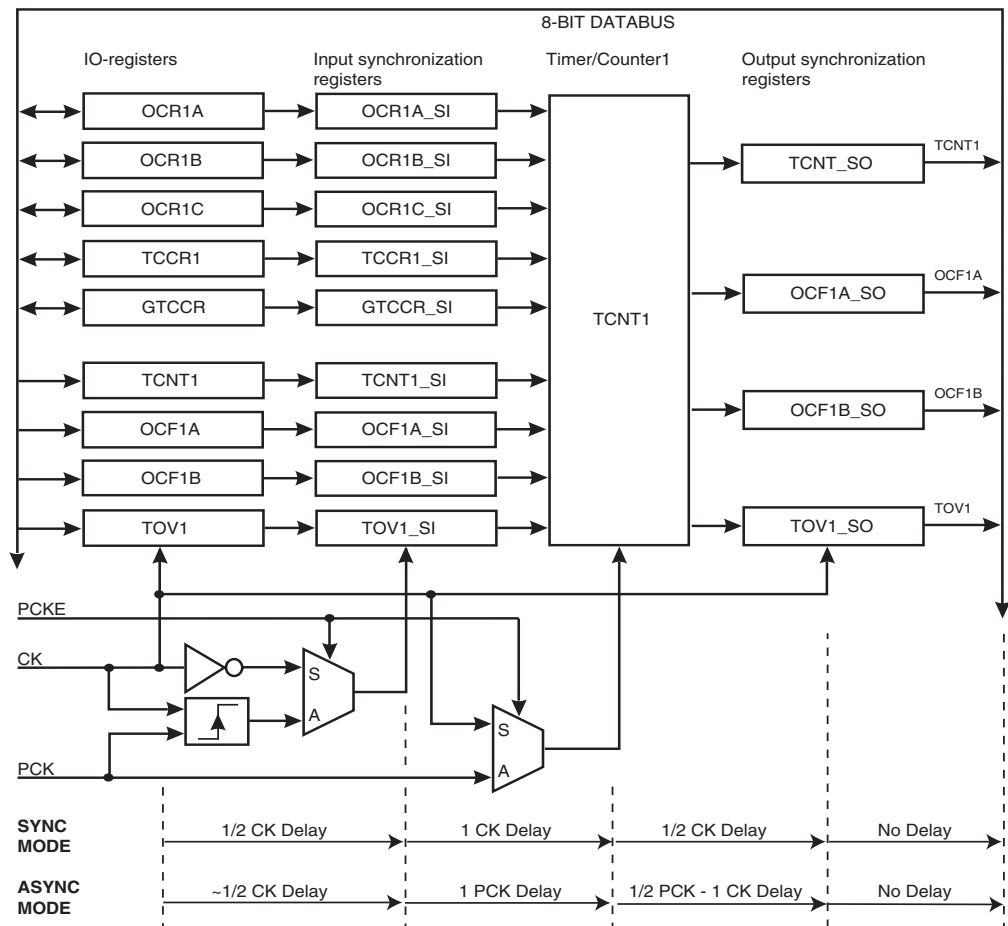 8-BIT DATABUS
IO-registers
Input synchronization
registers
Timer/Counter1
Output synchronization
registers
OCR1A
OCR1A_SI
OCR1B
OCR1B_SI
TCNT_SO
TCNT1
OCR1C
OCR1C_SI
TCCR1
TCCR1_SI
OCF1A_SO
OCF1A
GTCCR
GTCCR_SI
TCNT1
TCNT1
TCNT1_SI
OCF1B_SO
OCF1B
OCF1A
OCF1A_SI
OCF1B
OCF1B_SI
TOV1
TOV1_SI
TOV1_SO
TOV1
PCKE
CK
S
A
S
A
PCK
SYNC
MODE
1/2 CK Delay
1 CK Delay
1/2 CK Delay
No Delay
ASYNC
MODE
~1/2 CK Delay
1 PCK Delay
1/2 PCK - 1 CK Delay
No Delay